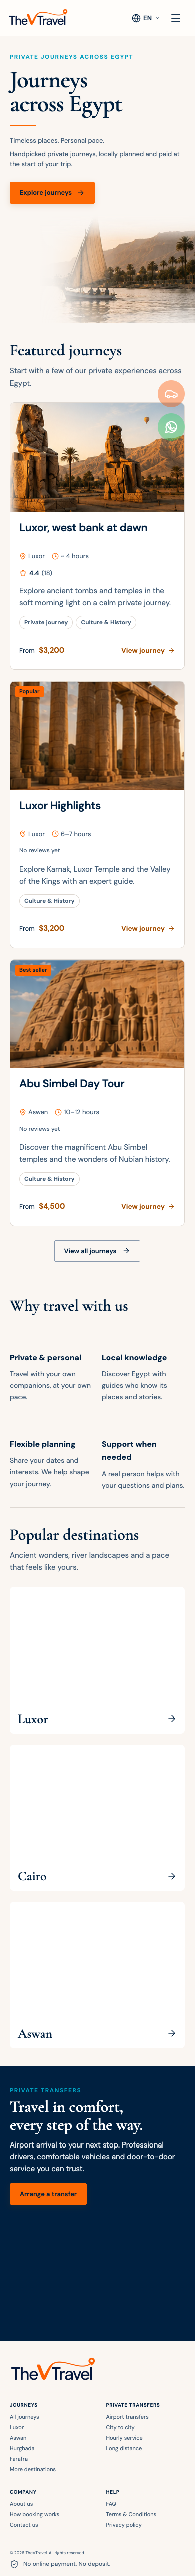 TheVTravel
EN
PRIVATE JOURNEYS ACROSS EGYPT
Journeys
across Egypt
Timeless places. Personal pace.
Handpicked private journeys, locally planned and paid at
the start of your trip.
Explore journeys
Featured journeys
Start with a few of our private experiences across
Egypt.
Luxor, west bank at dawn
Luxor
~ 4 hours
4.4 (18)
Explore ancient tombs and temples in the
soft morning light on a calm private journey.
Private journey
Culture & History
From $3,200
View journey
Popular
Luxor Highlights
Luxor
6–7 hours
No reviews yet
Explore Karnak, Luxor Temple and the Valley
of the Kings with an expert guide.
Culture & History
From $3,200
View journey
Best seller
Abu Simbel Day Tour
Aswan
10–12 hours
No reviews yet
Discover the magnificent Abu Simbel
temples and the wonders of Nubian history.
Culture & History
From $4,500
View journey
View all journeys
Why travel with us
Private & personal
Travel with your own
companions, at your own
pace.
Local knowledge
Discover Egypt with
guides who know its
places and stories.
Flexible planning
Share your dates and
interests. We help shape
your journey.
Support when
needed
A real person helps with
your questions and plans.
Popular destinations
Ancient wonders, river landscapes and a pace
that feels like yours.
Luxor
Cairo
Aswan
PRIVATE TRANSFERS
Travel in comfort,
every step of the way.
Airport arrival to your next stop. Professional
drivers, comfortable vehicles and door-to-door
service you can trust.
Arrange a transfer
TheVTravel
JOURNEYS
All journeys
Luxor
Aswan
Hurghada
Farafra
More destinations
PRIVATE TRANSFERS
Airport transfers
City to city
Hourly service
Long distance
COMPANY
About us
How booking works
Contact us
HELP
FAQ
Terms & Conditions
Privacy policy
© 2026 TheVTravel. All rights reserved.
No online payment. No deposit.